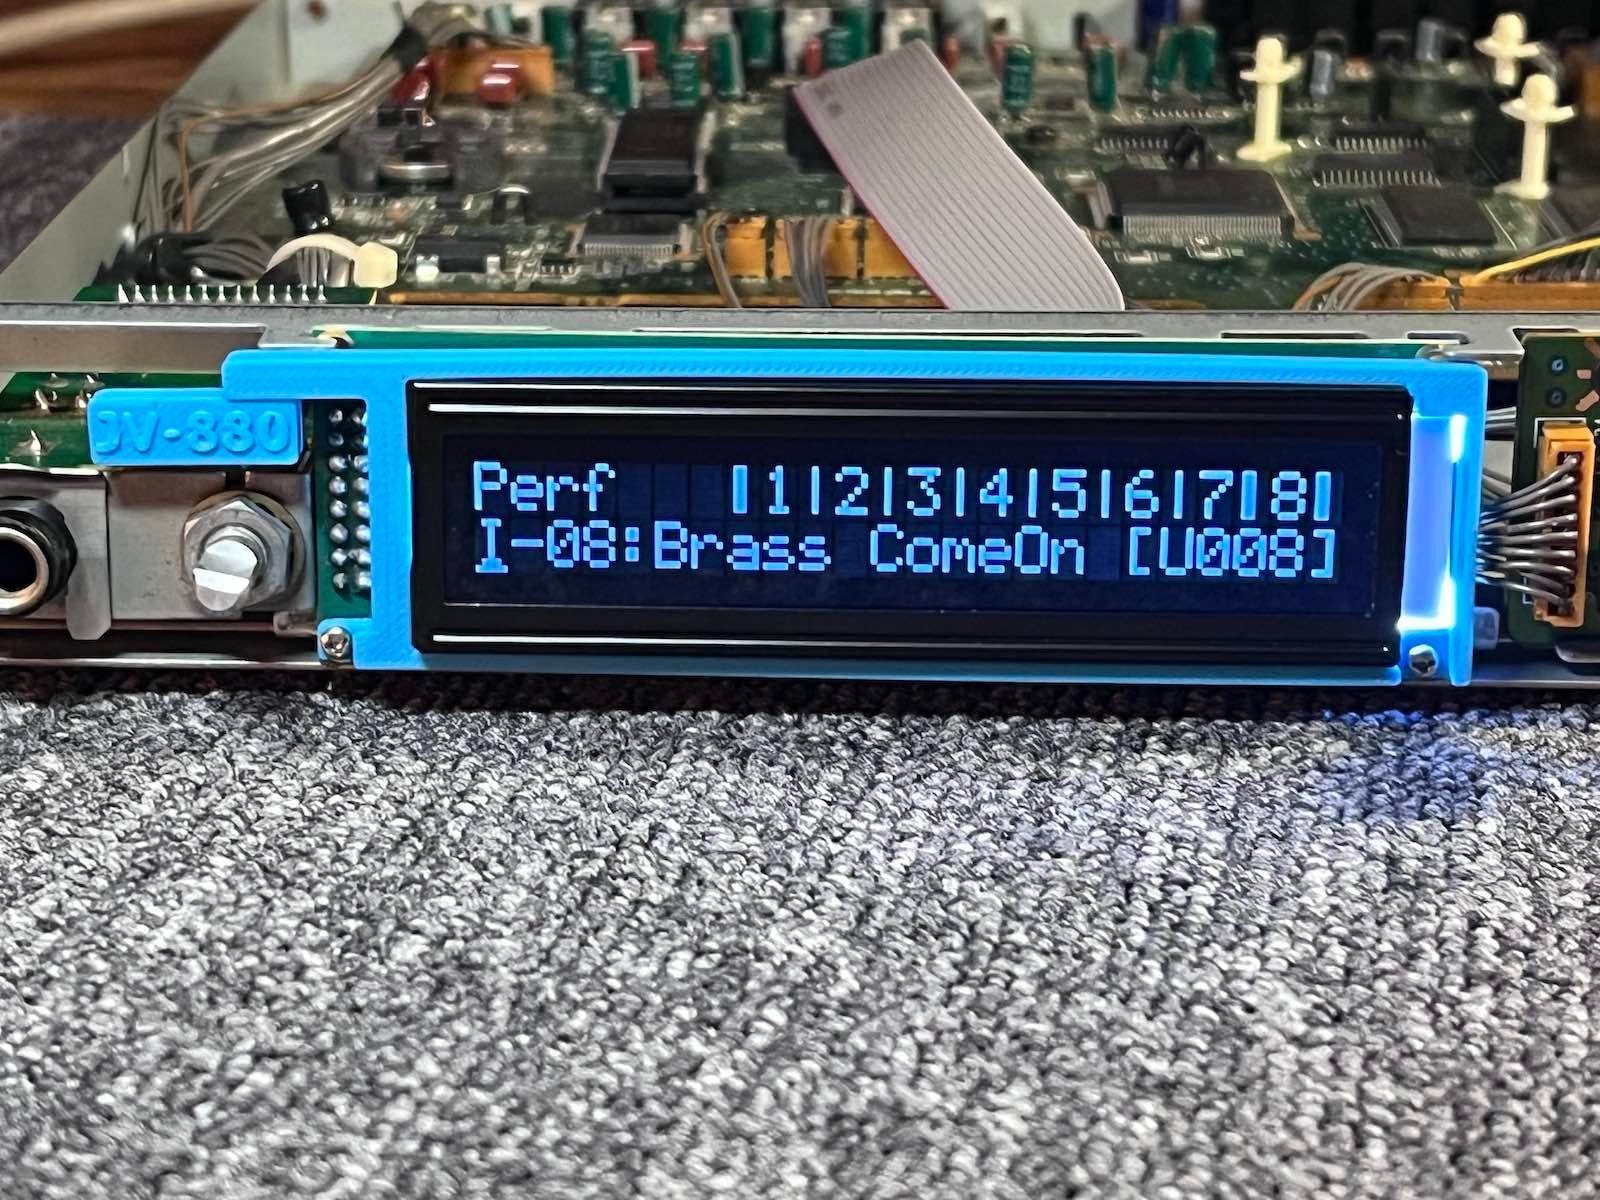 JV-880
Perf |1|2|3|4|5|6|7|8|
I-08:Brass ComeOn [U008]